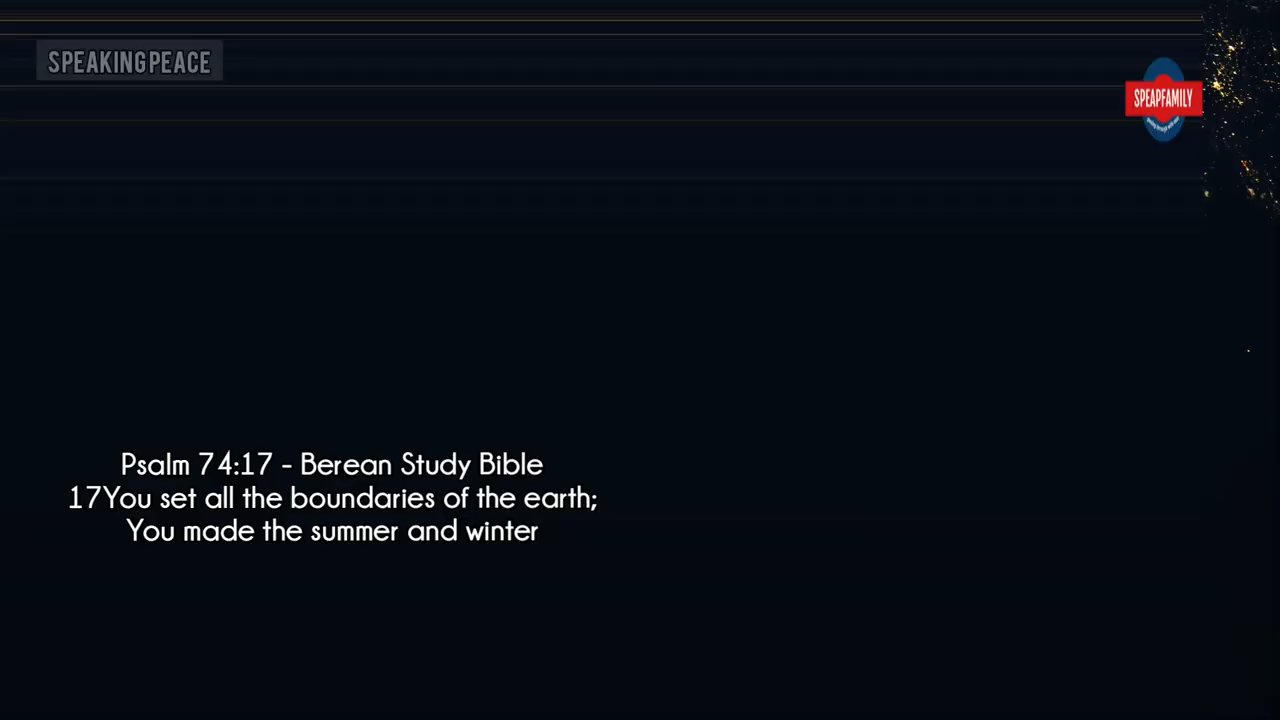 SPEAKINGPEACE
SPEAPFAMILY
Psalm 74:17 - Berean Study Bible
17You set all the boundaries of the earth;
You made the summer and winter